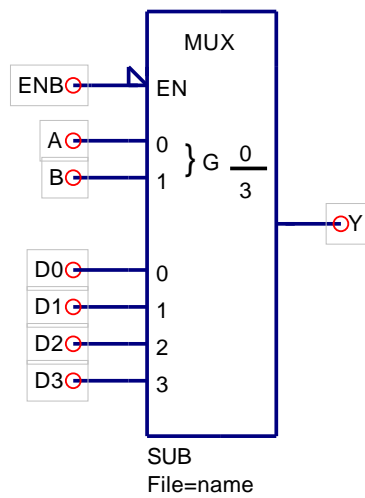 MUX
ENB EN
A 0
} G 0/3
B 1
Y
D0 0
D1 1
D2 2
D3 3
SUB
File=name